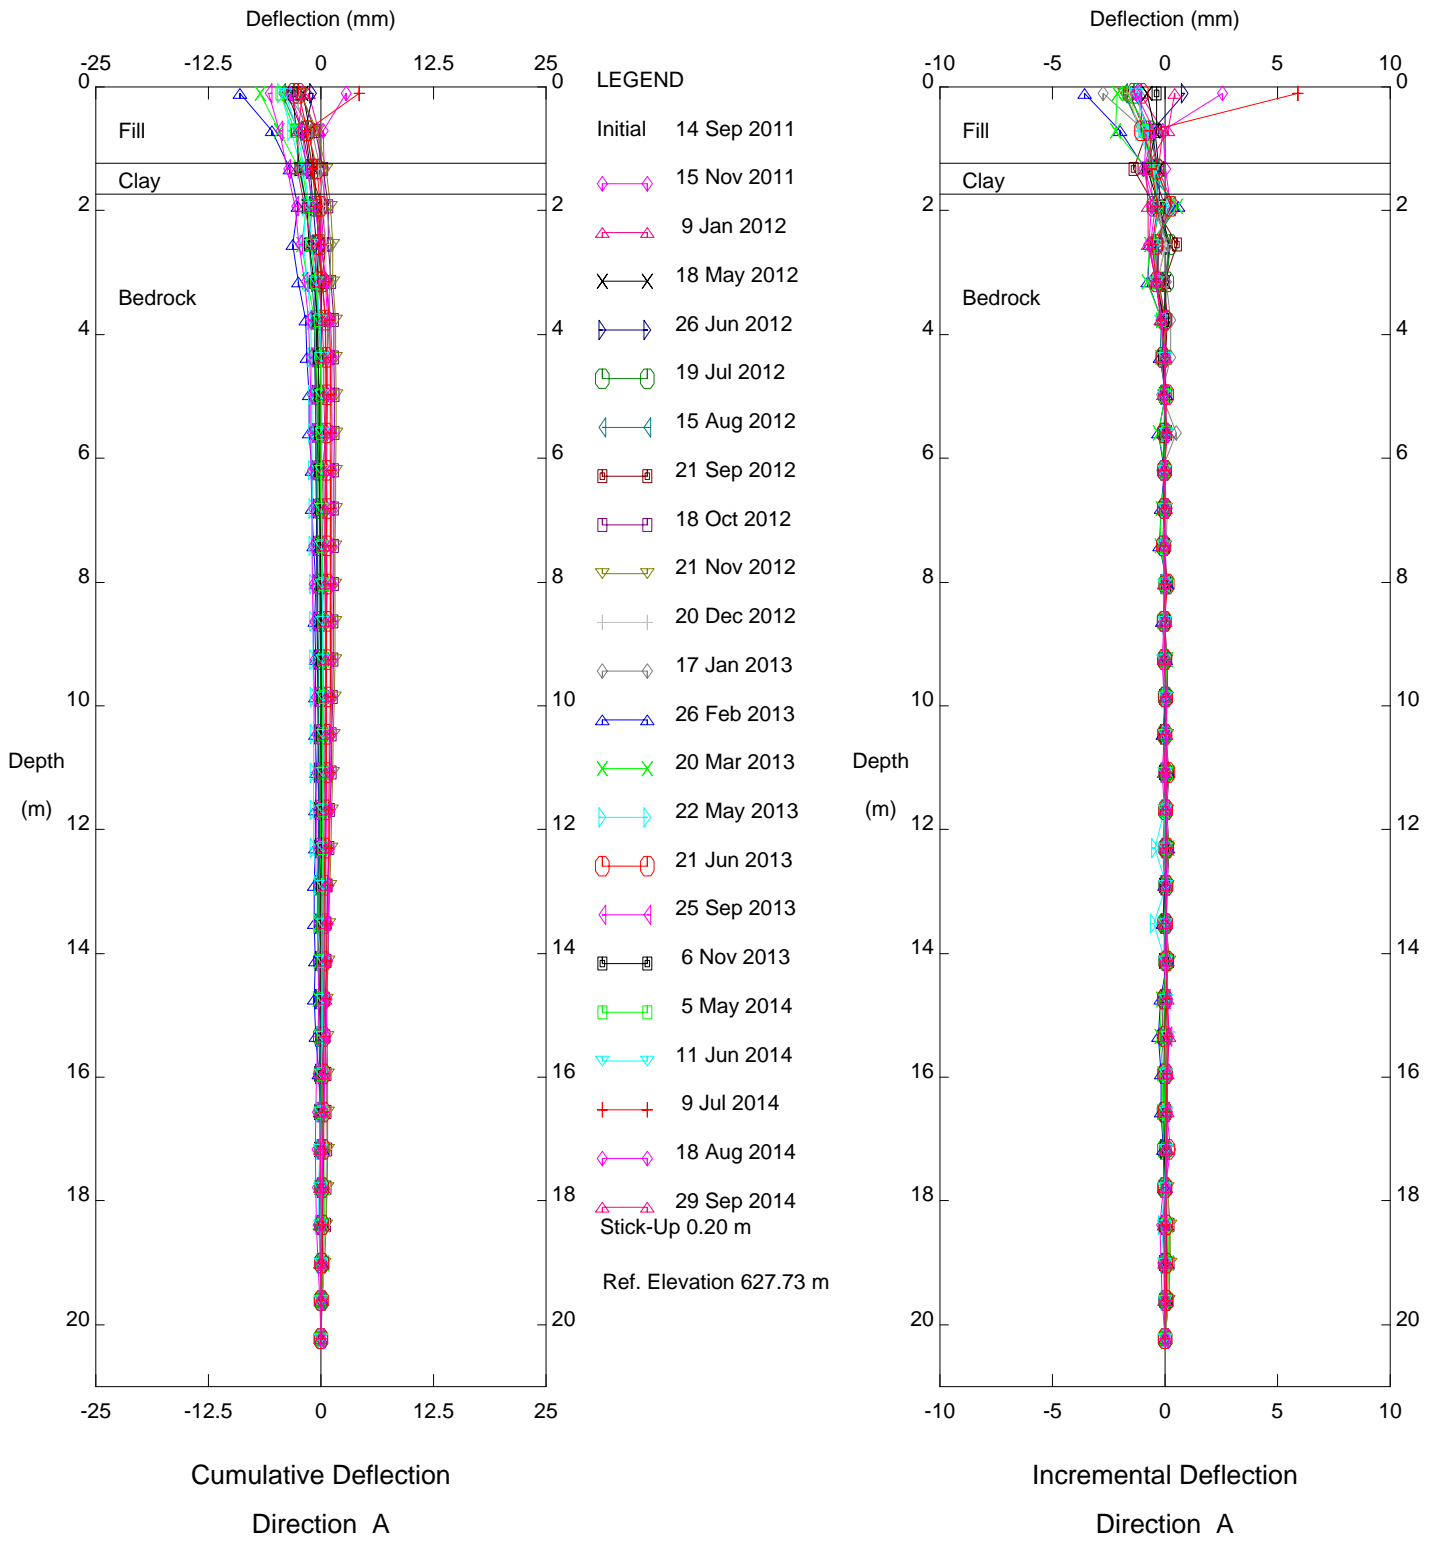 Deflection (mm)
-25 -12.5 0 12.5 25
0 0
Fill
Clay
2 2
Bedrock
4 4
6 6
8 8
10 10
Depth
(m)
12 12
14 14
16 16
18 18
20 20
-25 -12.5 0 12.5 25
Cumulative Deflection
Direction A
LEGEND
Initial 14 Sep 2011
15 Nov 2011
9 Jan 2012
18 May 2012
26 Jun 2012
19 Jul 2012
15 Aug 2012
21 Sep 2012
18 Oct 2012
21 Nov 2012
20 Dec 2012
17 Jan 2013
26 Feb 2013
20 Mar 2013
22 May 2013
21 Jun 2013
25 Sep 2013
6 Nov 2013
5 May 2014
11 Jun 2014
9 Jul 2014
18 Aug 2014
29 Sep 2014
Stick-Up 0.20 m
Ref. Elevation 627.73 m
Deflection (mm)
-10 -5 0 5 10
0 0
Fill
Clay
2 2
Bedrock
4 4
6 6
8 8
10 10
Depth
(m)
12 12
14 14
16 16
18 18
20 20
-10 -5 0 5 10
Incremental Deflection
Direction A